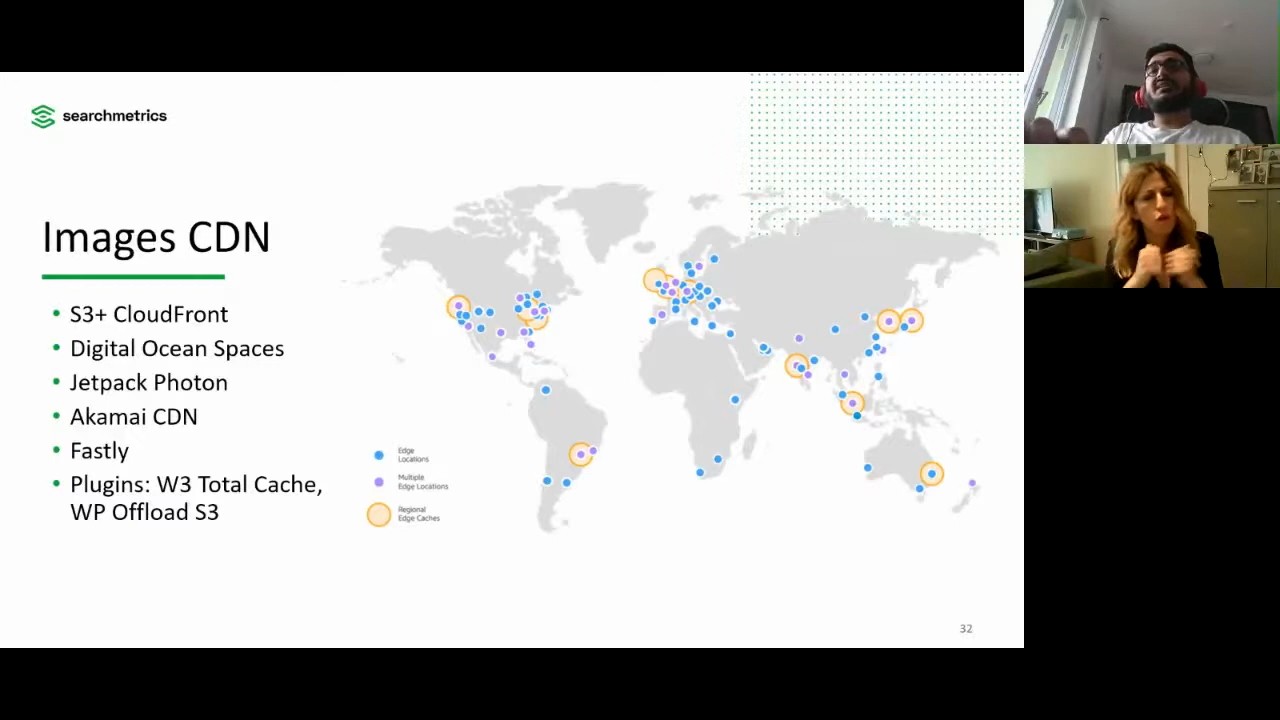 searchmetrics
Images CDN
• S3+ CloudFront
• Digital Ocean Spaces
• Jetpack Photon
• Akamai CDN
• Fastly
• Plugins: W3 Total Cache,
WP Offload S3
Edge
Locations
Multiple
Edge Locations
Regional
Edge Caches
32